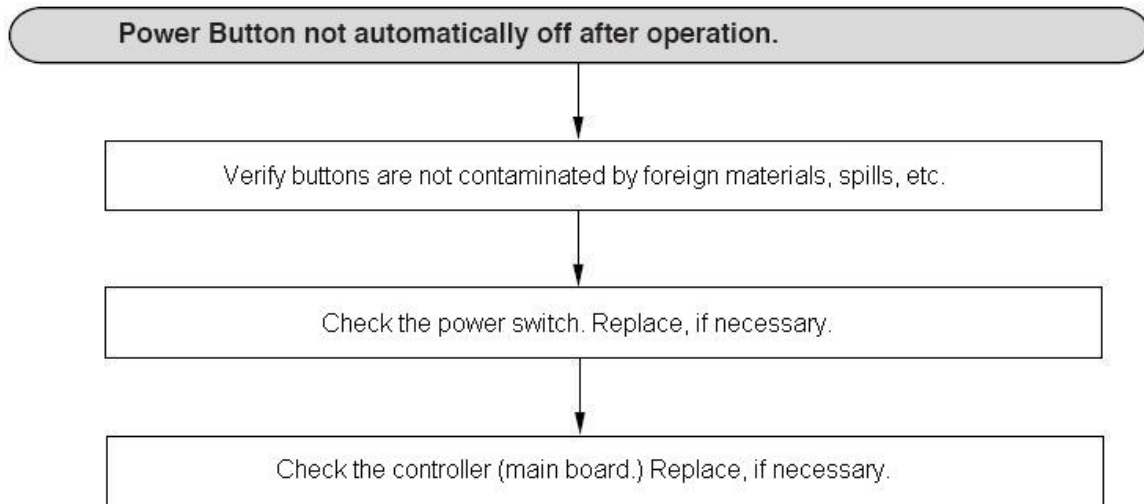 Power Button not automatically off after operation.
Verify buttons are not contaminated by foreign materials, spills, etc.
Check the power switch. Replace, if necessary.
Check the controller (main board.) Replace, if necessary.